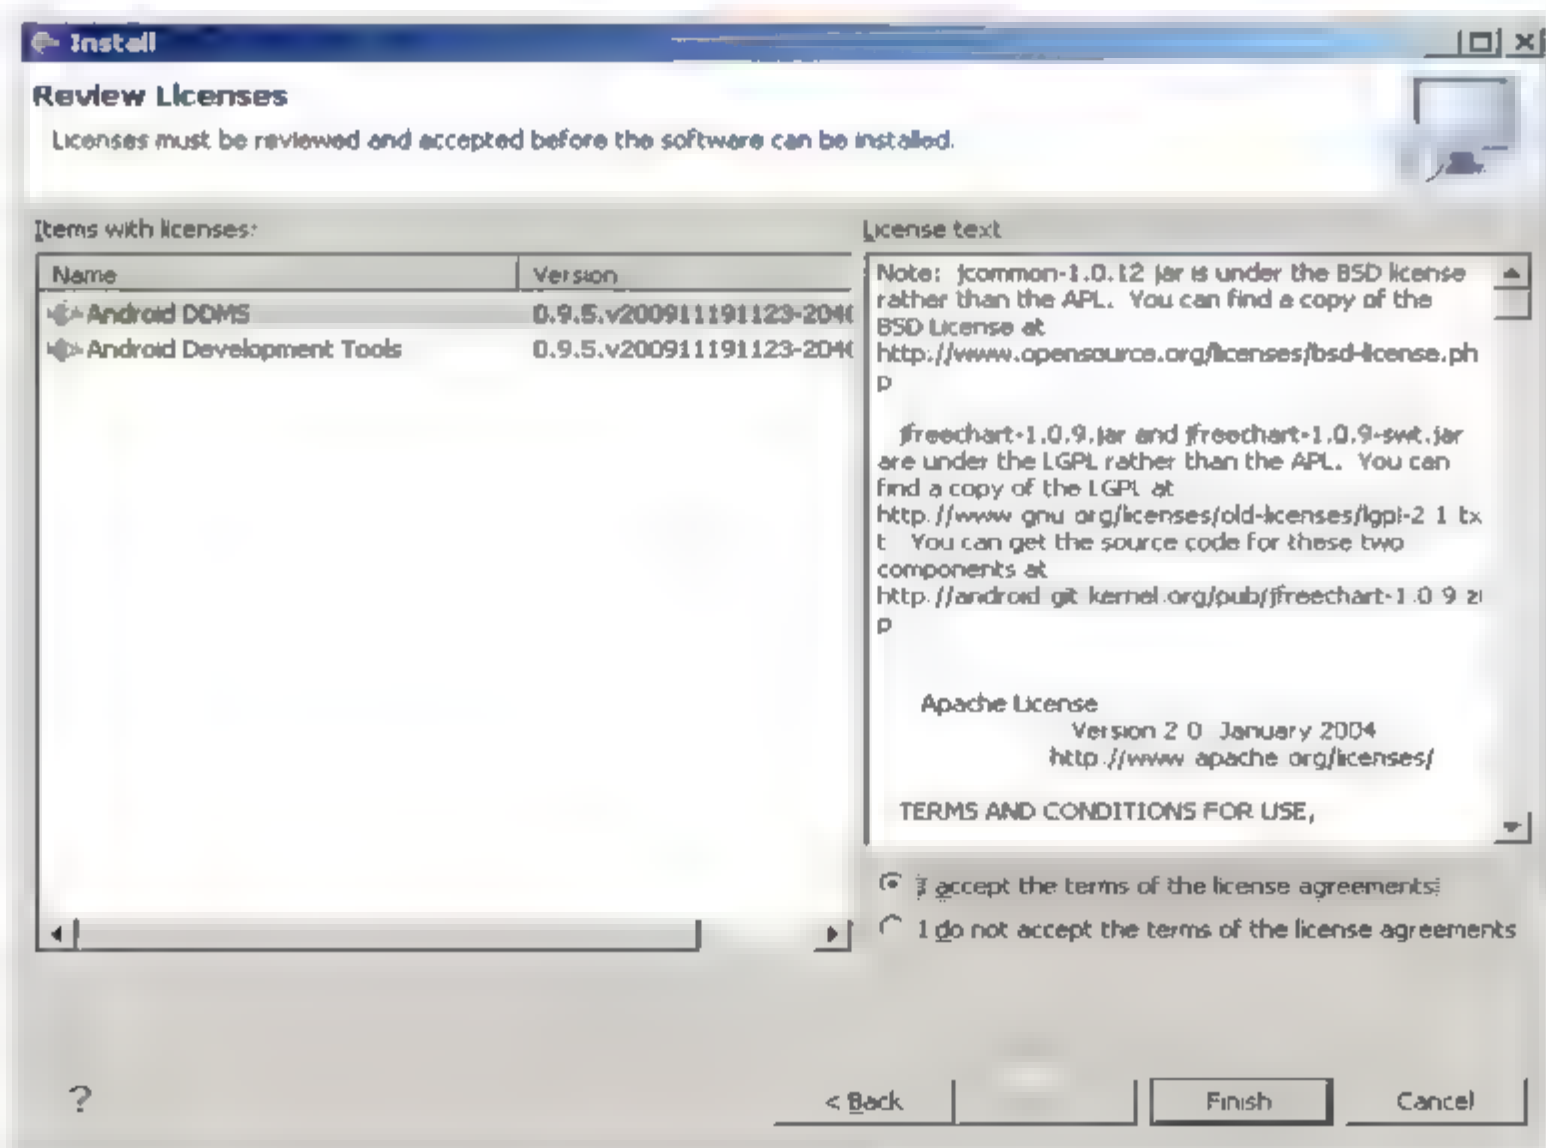 Install
Review Licenses
Licenses must be reviewed and accepted before the software can be installed.
Items with licenses:
Name Version
Android DDMS 0.9.5.v200911191123-2040
Android Development Tools 0.9.5.v200911191123-2040
License text
Note: jcommon-1.0.12 jar is under the BSD license
rather than the APL. You can find a copy of the
BSD License at
http://www.opensource.org/licenses/bsd-license.ph
p
jfreechart-1.0.9.jar and jfreechart-1.0.9-swt.jar
are under the LGPL rather than the APL. You can
find a copy of the LGPL at
http://www.gnu.org/licenses/old-licenses/lgpl-2.1.tx
t You can get the source code for these two
components at
http://android.git.kernel.org/pub/jfreechart-1.0.9.zi
p
Apache License
Version 2.0 January 2004
http://www.apache.org/licenses/
TERMS AND CONDITIONS FOR USE,
I accept the terms of the license agreements
I do not accept the terms of the license agreements
?
< Back
Finish
Cancel